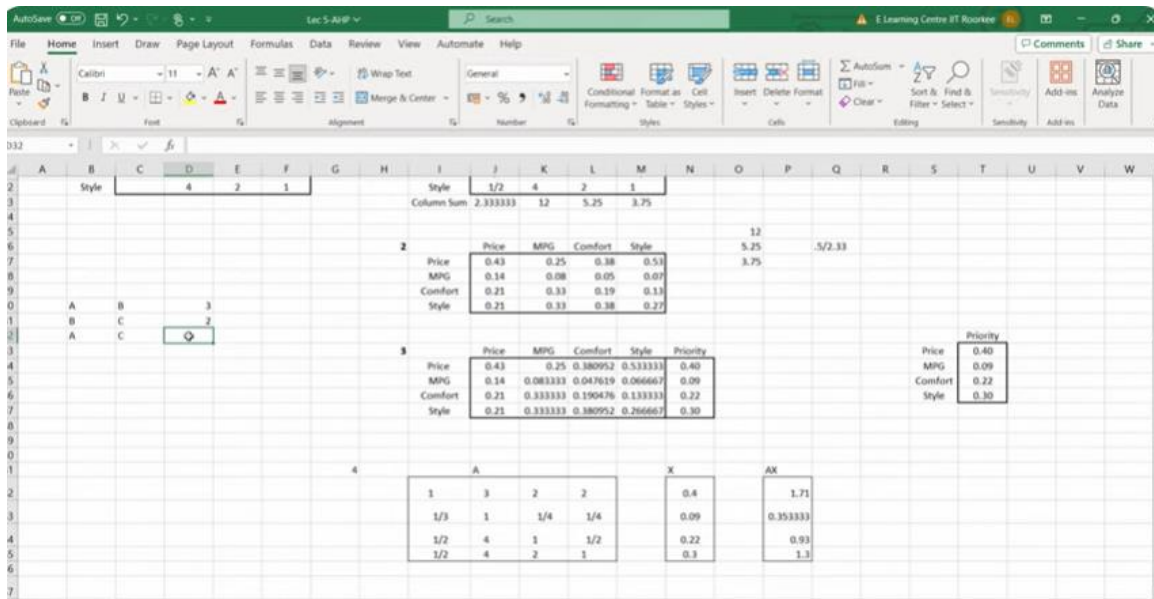 AutoSave Off Lec 5-AHP Search E Learning Centre IIT Roorkee
File Home Insert Draw Page Layout Formulas Data Review View Automate Help Comments Share
Calibri 11 Wrap Text General Σ AutoSum
Paste B I U Merge & Center Conditional Format as Cell Insert Delete Format Fill Sort & Find & Sensitivity Add-ins Analyze
Formatting Table Styles Clear Filter Select Data
Clipboard Font Alignment Number Styles Cells Editing Sensitivity Add-ins
D32 fx
A B C D E F G H I J K L M N O P Q R S T U V W
Style 4 2 1 Style 1/2 4 2 1
Column Sum 2.333333 12 5.25 3.75
12
2 Price MPG Comfort Style 5.25 .5/2.33
Price 0.43 0.25 0.38 0.53 3.75
MPG 0.14 0.08 0.05 0.07
Comfort 0.21 0.33 0.19 0.13
A B 3 Style 0.21 0.33 0.38 0.27
B C 2
A C Priority
3 Price MPG Comfort Style Priority Price 0.40
Price 0.43 0.25 0.380952 0.533333 0.40 MPG 0.09
MPG 0.14 0.083333 0.047619 0.066667 0.09 Comfort 0.22
Comfort 0.21 0.333333 0.190476 0.133333 0.22 Style 0.30
Style 0.21 0.333333 0.380952 0.266667 0.30
4 A X AX
1 3 2 2 0.4 1.71
1/3 1 1/4 1/4 0.09 0.353333
1/2 4 1 1/2 0.22 0.93
1/2 4 2 1 0.3 1.3